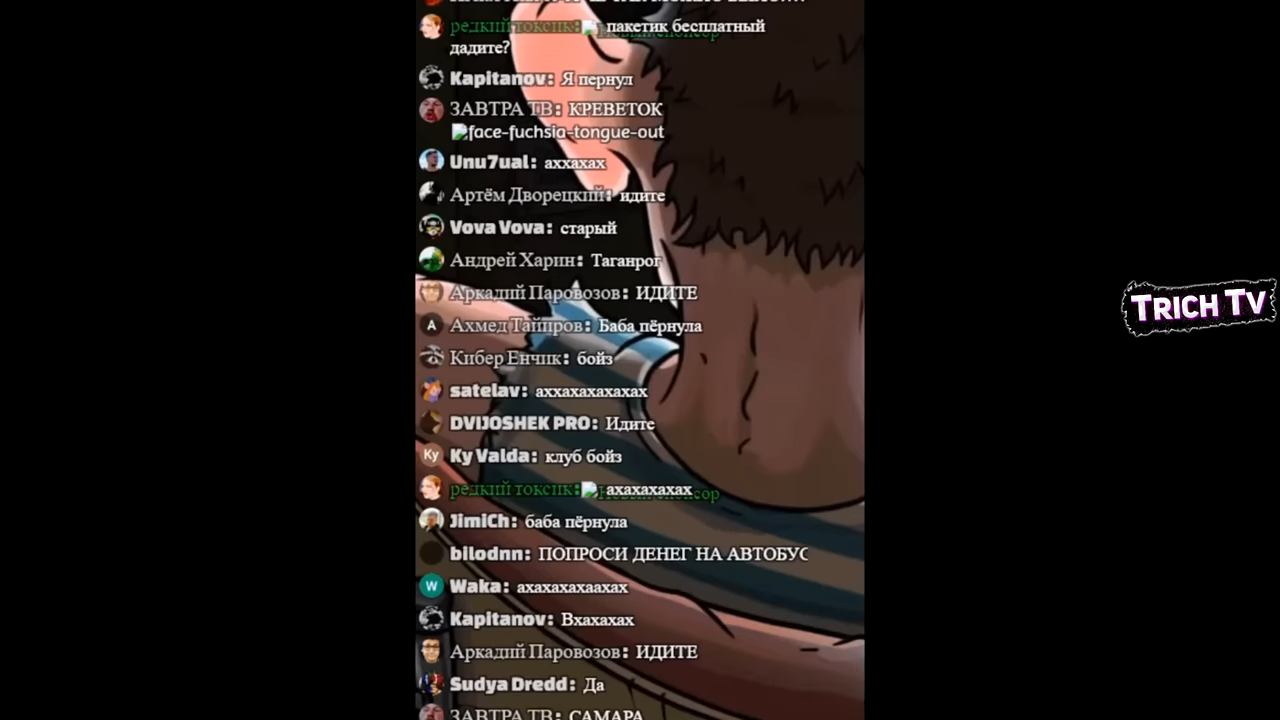 редкий токсик: пакетик бесплатный
дадите?
Kapitanov: Я пернул
ЗАВТРА ТВ: КРЕВЕТОК
face-fuchsia-tongue-out
Unu7ual: аххахах
Артём Дворецкий: идите
Vova Vova: старый
Андрей Харин: Таганрог
Аркадий Паровозов: ИДИТЕ
Ахмед Таипров: Баба пёрнула
Кибер Енчик: бойз
satelav: аххахахахахах
DVIJOSHEK PRO: Идите
Ky Ky Valda: клуб бойз
редкий токсик: ахахахахах
JimiCh: баба пёрнула
bilodnn: ПОПРОСИ ДЕНЕГ НА АВТОБУС
W Waka: ахахахахаахах
Kapitanov: Вхахахах
Аркадий Паровозов: ИДИТЕ
Sudya Dredd: Да
ЗАВТРА ТВ: САМАРА
TRICH TV